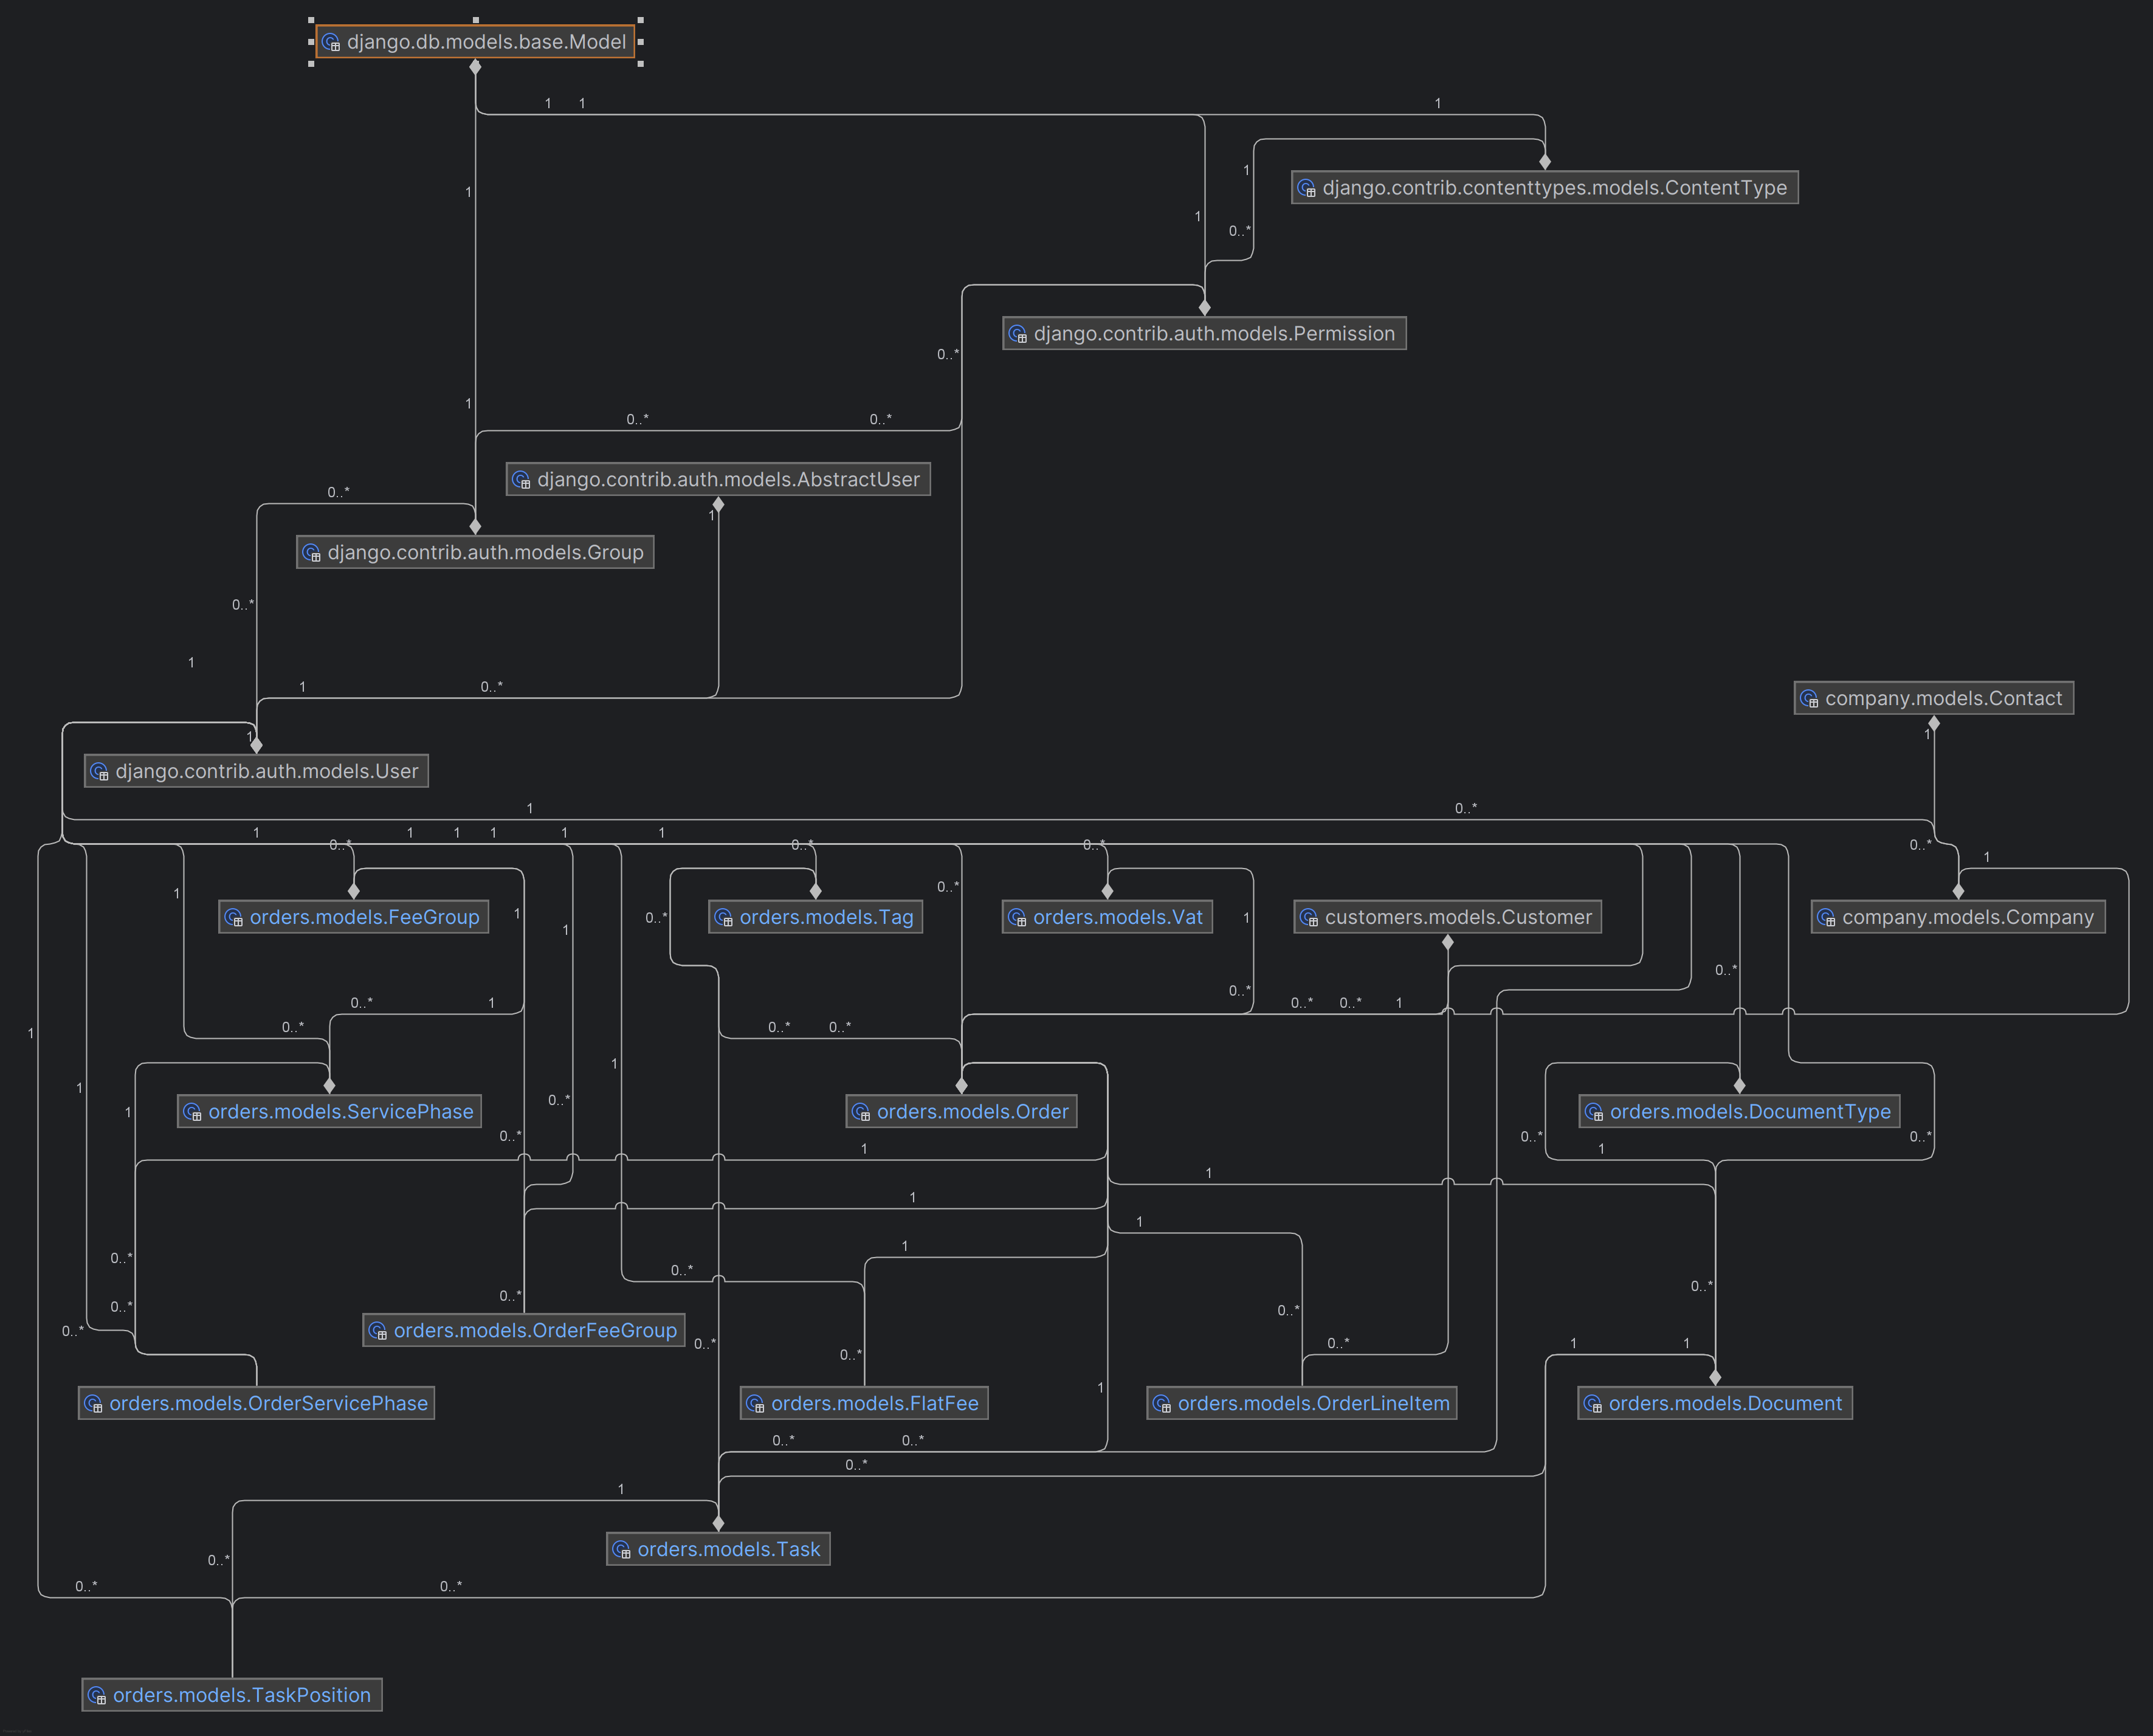 django.db.models.base.Model
1 1 1
django.contrib.contenttypes.models.ContentType
1
1
1
0..*
django.contrib.auth.models.Permission
0..*
1
0..* 0..*
django.contrib.auth.models.AbstractUser
0..*
1
django.contrib.auth.models.Group
0..*
1
1 0..*
company.models.Contact
1
1
django.contrib.auth.models.User
1 0..*
1 1 1 1 1 1
0..* 0..* 0..* 0..*
1
1 0..*
orders.models.FeeGroup
1
0..*
orders.models.Tag
orders.models.Vat
1
customers.models.Customer
company.models.Company
1
0..*
0..*
0..* 1 0..* 0..* 1
0..* 0..* 0..*
1
1
1
0..*
orders.models.ServicePhase
1
orders.models.Order
orders.models.DocumentType
0..* 0..* 0..*
1 1
1
1
1
1
0..*
0..* 0..*
0..* 0..*
0..*
0..*
orders.models.OrderFeeGroup
0..*
0..* 0..* 1 1
0..*
1
orders.models.OrderServicePhase
orders.models.FlatFee
orders.models.OrderLineItem
orders.models.Document
0..* 0..*
0..*
1
orders.models.Task
0..*
0..* 0..*
orders.models.TaskPosition